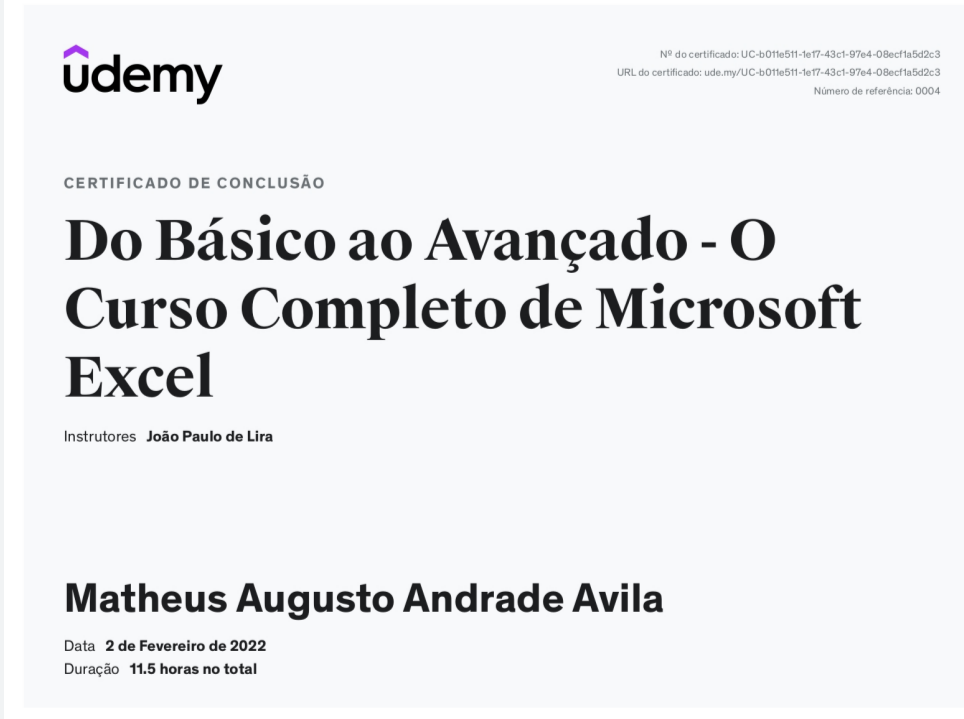 udemy
Nº do certificado: UC-b011e511-1e17-43c1-97e4-08ecf1a5d2c3
URL do certificado: ude.my/UC-b011e511-1e17-43c1-97e4-08ecf1a5d2c3
Número de referência: 0004
CERTIFICADO DE CONCLUSÃO
Do Básico ao Avançado - O
Curso Completo de Microsoft
Excel
Instrutores João Paulo de Lira
Matheus Augusto Andrade Avila
Data 2 de Fevereiro de 2022
Duração 11.5 horas no total